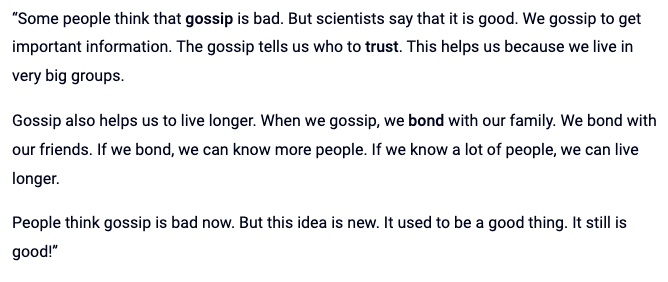 “Some people think that gossip is bad. But scientists say that it is good. We gossip to get
important information. The gossip tells us who to trust. This helps us because we live in
very big groups.
Gossip also helps us to live longer. When we gossip, we bond with our family. We bond with
our friends. If we bond, we can know more people. If we know a lot of people, we can live
longer.
People think gossip is bad now. But this idea is new. It used to be a good thing. It still is
good!”